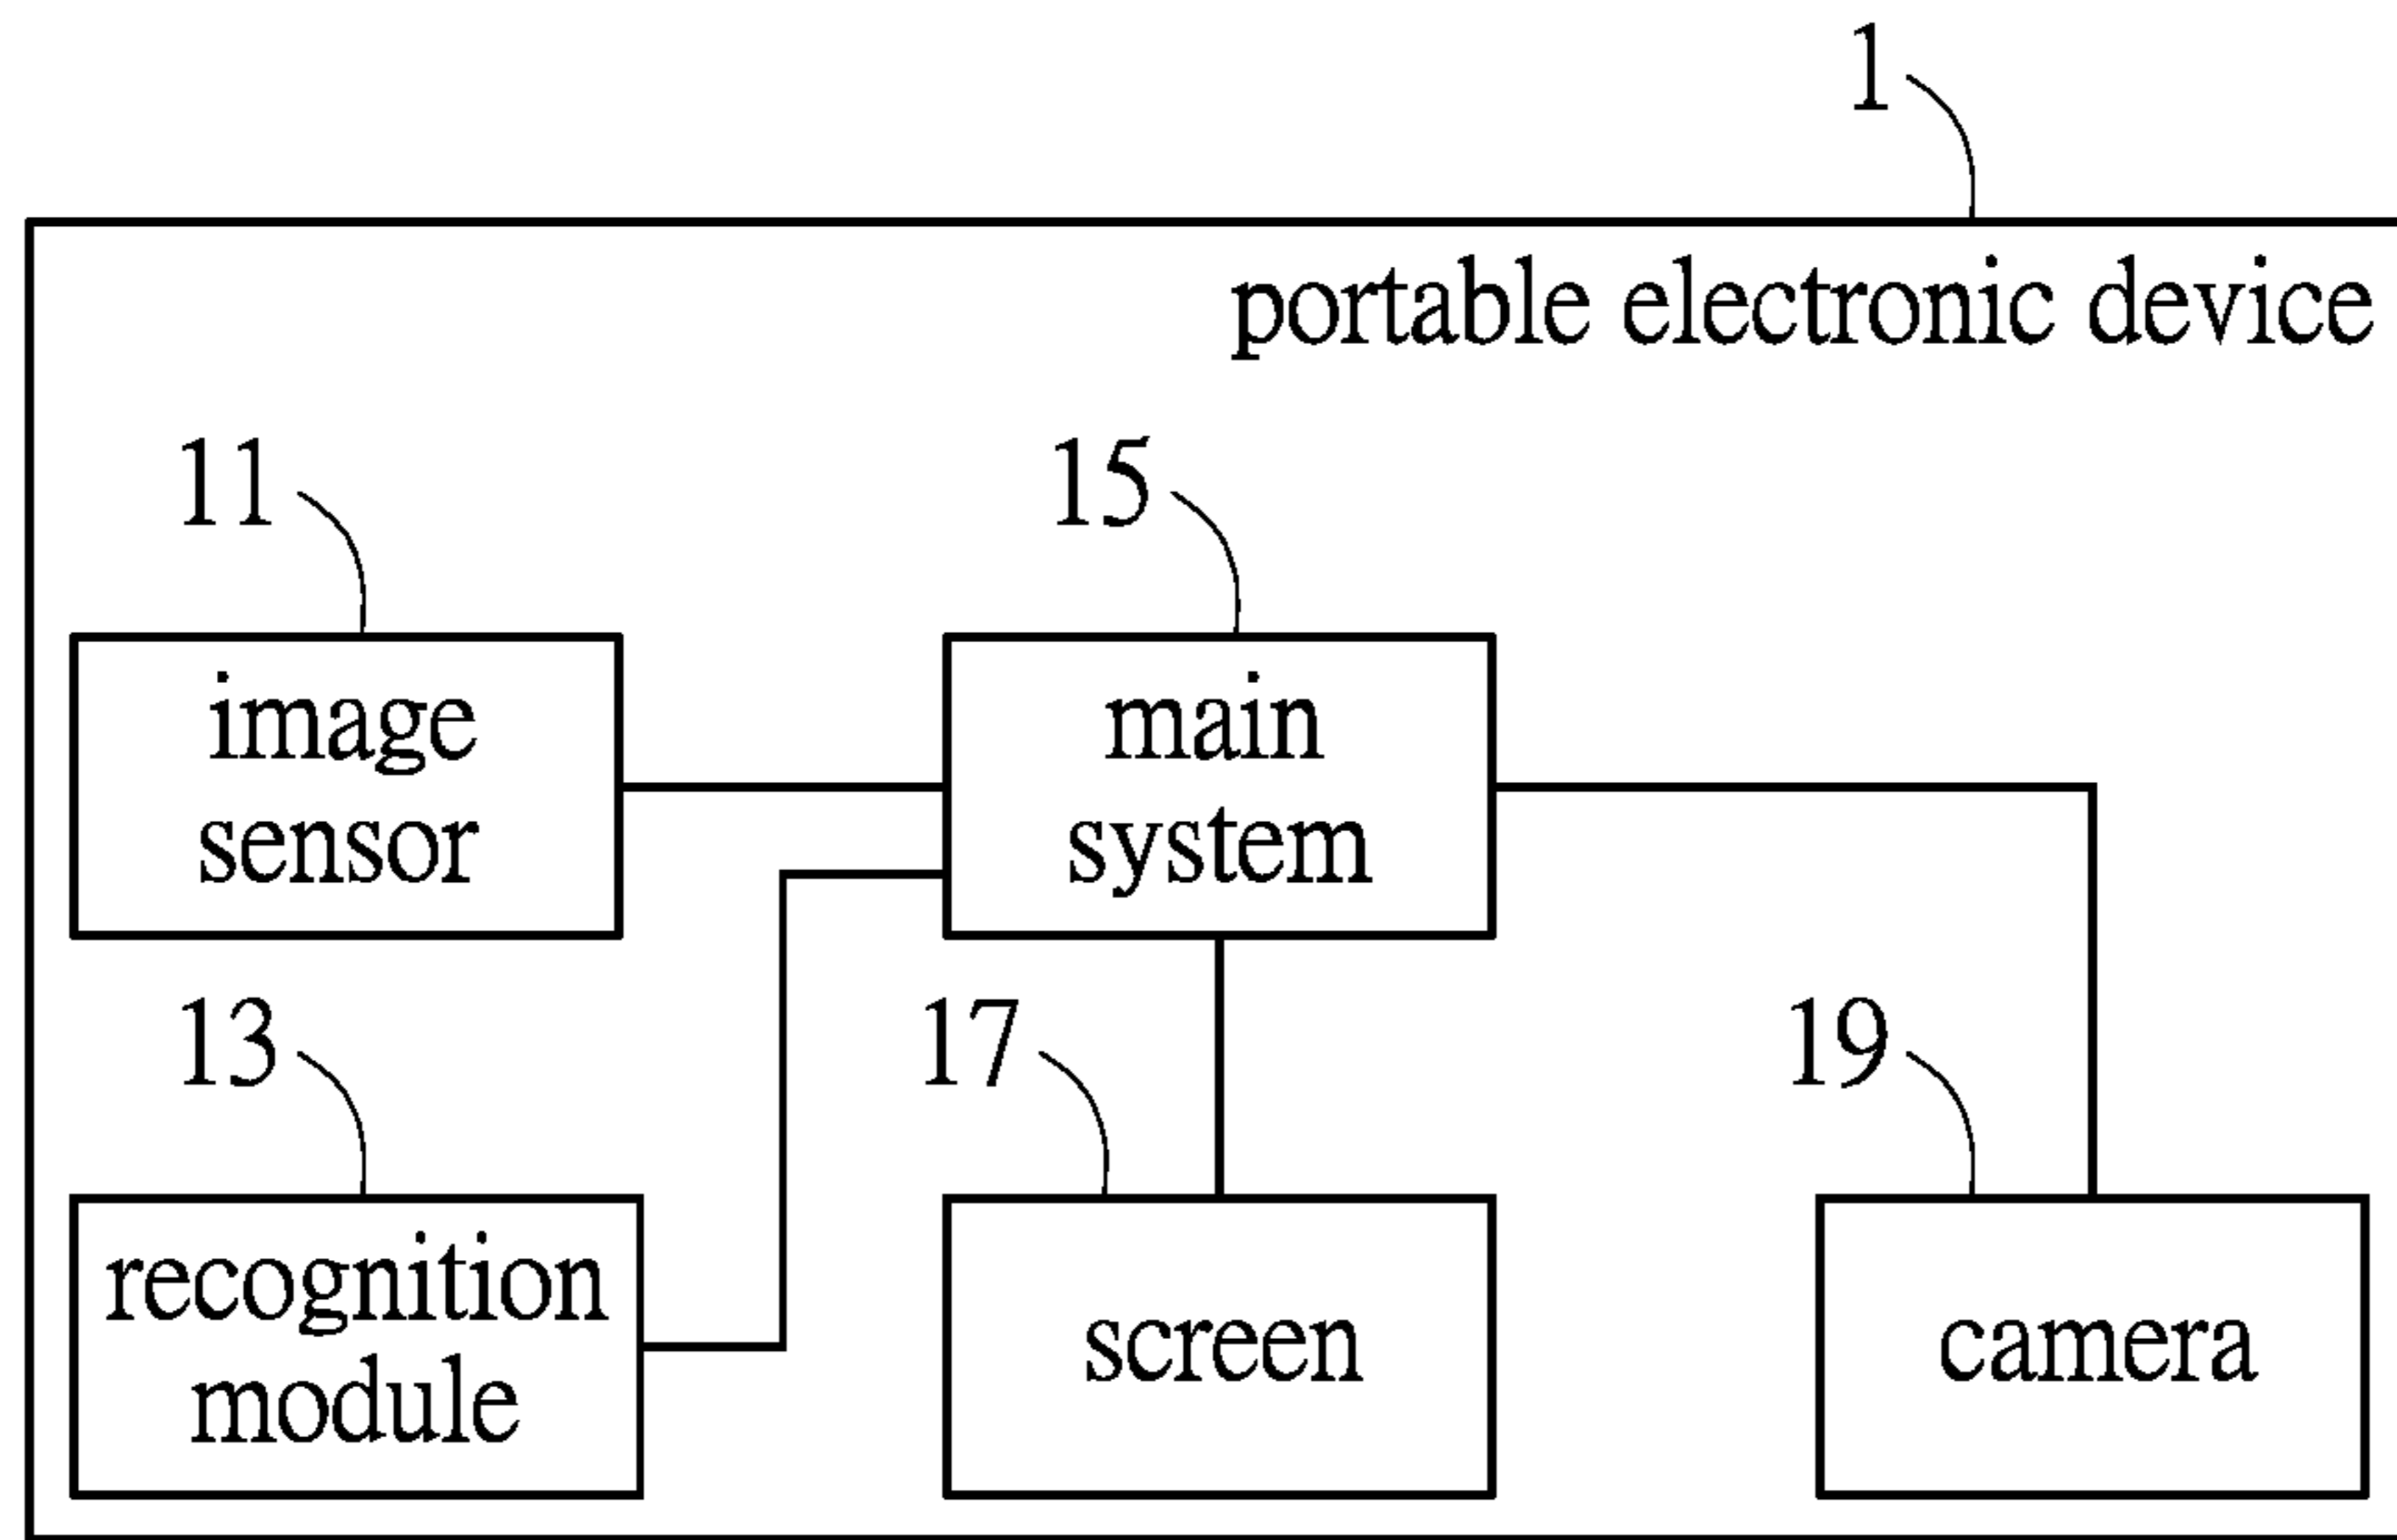 1
portable electronic device
11
15
image
sensor
main
system
13
17
19
recognition
module
screen
camera